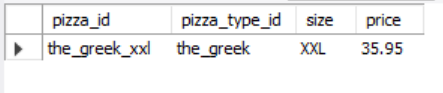 pizza_id pizza_type_id size price
the_greek_xxl the_greek XXL 35.95